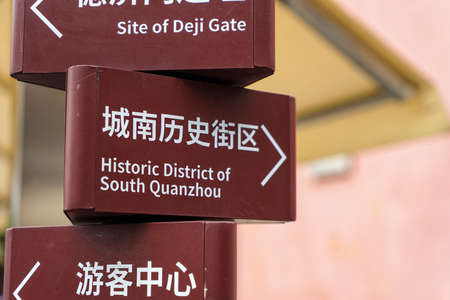 Site of Deji Gate
城南历史街区
Historic District of
South Quanzhou
游客中心